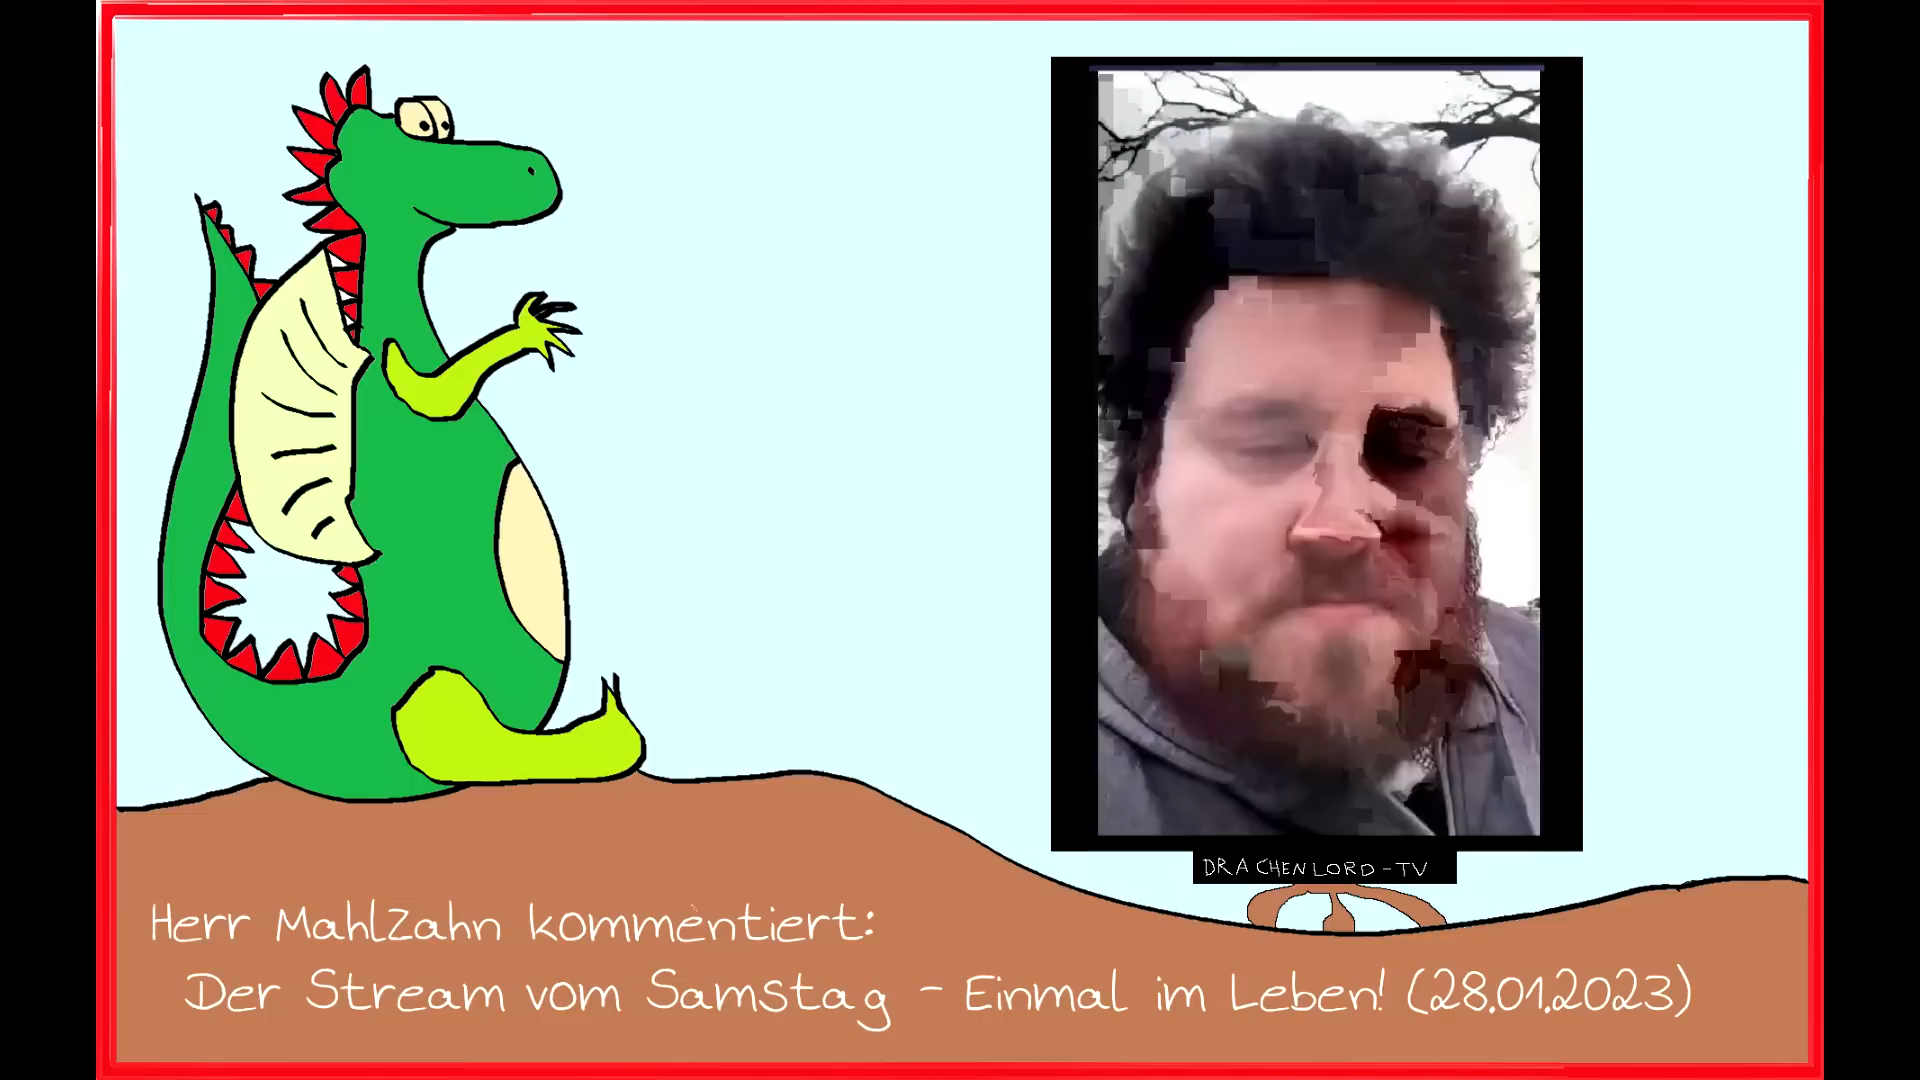 DRACHENLORD-TV
Herr Mahlzahn kommentiert:
Der Stream vom Samstag - Einmal im Leben! (28.01.2023)